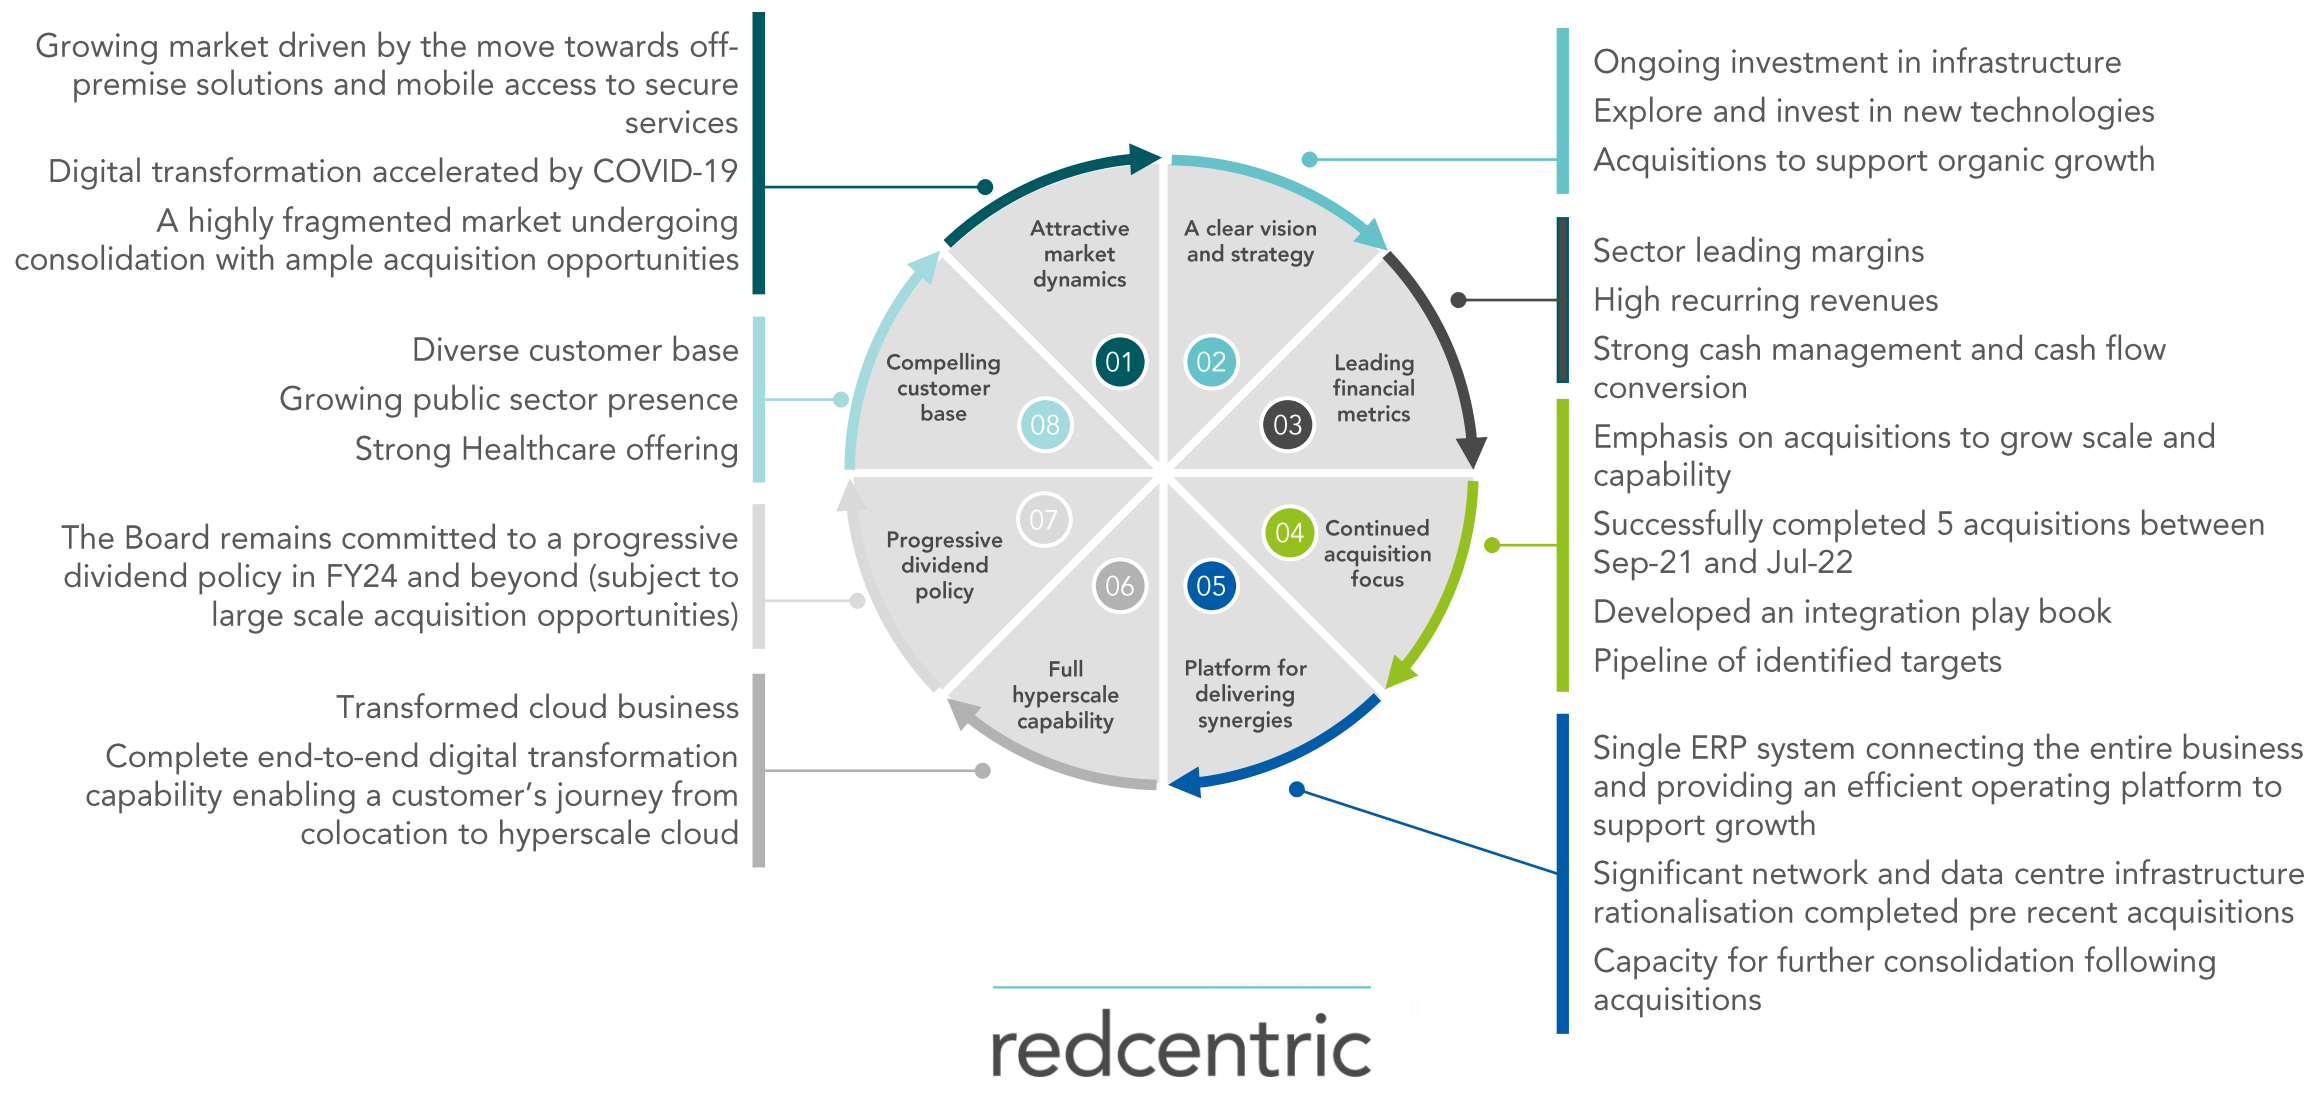 Growing market driven by the move towards off-
premise solutions and mobile access to secure
services
Digital transformation accelerated by COVID-19
A highly fragmented market undergoing
consolidation with ample acquisition opportunities
Diverse customer base
Growing public sector presence
Strong Healthcare offering
The Board remains committed to a progressive
dividend policy in FY24 and beyond (subject to
large scale acquisition opportunities)
Transformed cloud business
Complete end-to-end digital transformation
capability enabling a customer’s journey from
colocation to hyperscale cloud
Attractive
market
dynamics
01
A clear vision
and strategy
02
Leading
financial
metrics
03
Continued
acquisition
focus
04
Platform for
delivering
synergies
05
Full
hyperscale
capability
06
Progressive
dividend
policy
07
Compelling
customer
base
08
Ongoing investment in infrastructure
Explore and invest in new technologies
Acquisitions to support organic growth
Sector leading margins
High recurring revenues
Strong cash management and cash flow
conversion
Emphasis on acquisitions to grow scale and
capability
Successfully completed 5 acquisitions between
Sep-21 and Jul-22
Developed an integration play book
Pipeline of identified targets
Single ERP system connecting the entire business
and providing an efficient operating platform to
support growth
Significant network and data centre infrastructure
rationalisation completed pre recent acquisitions
Capacity for further consolidation following
acquisitions
redcentric